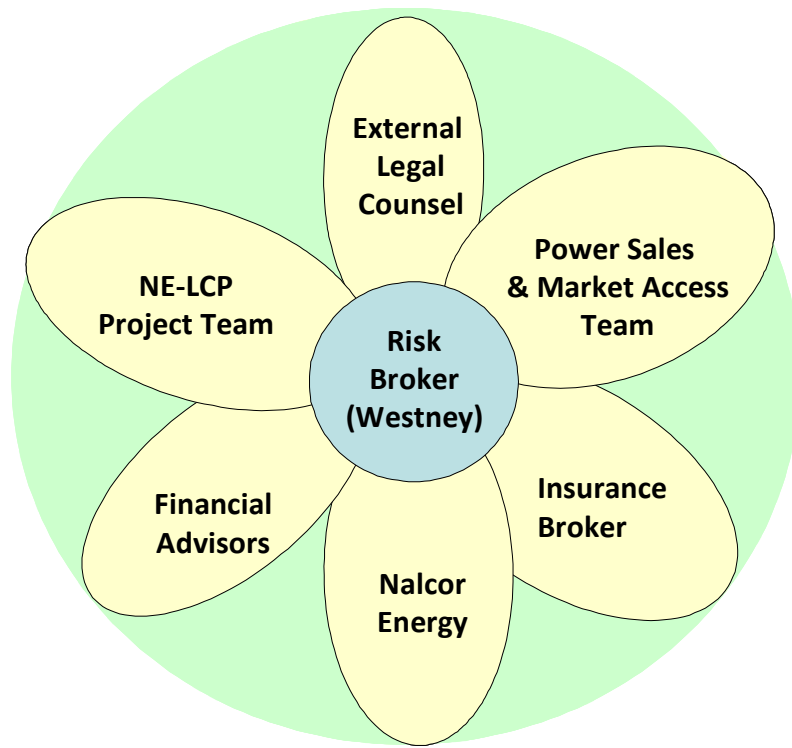 External
Legal
Counsel
Power Sales
& Market Access
Team
NE-LCP
Project Team
Risk
Broker
(Westney)
Financial
Advisors
Insurance
Broker
Nalcor
Energy